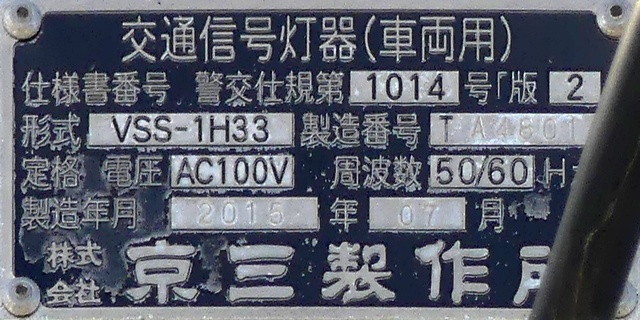 交通信号灯器(車両用)
仕様書番号 警交仕規第 1014 号「版 2
形式 VSS-1H33 製造番号 TA4801
定格 電圧 AC100V 周波数 50/60 H
製造年月 2015 年 07 月
株式会社 京三製作